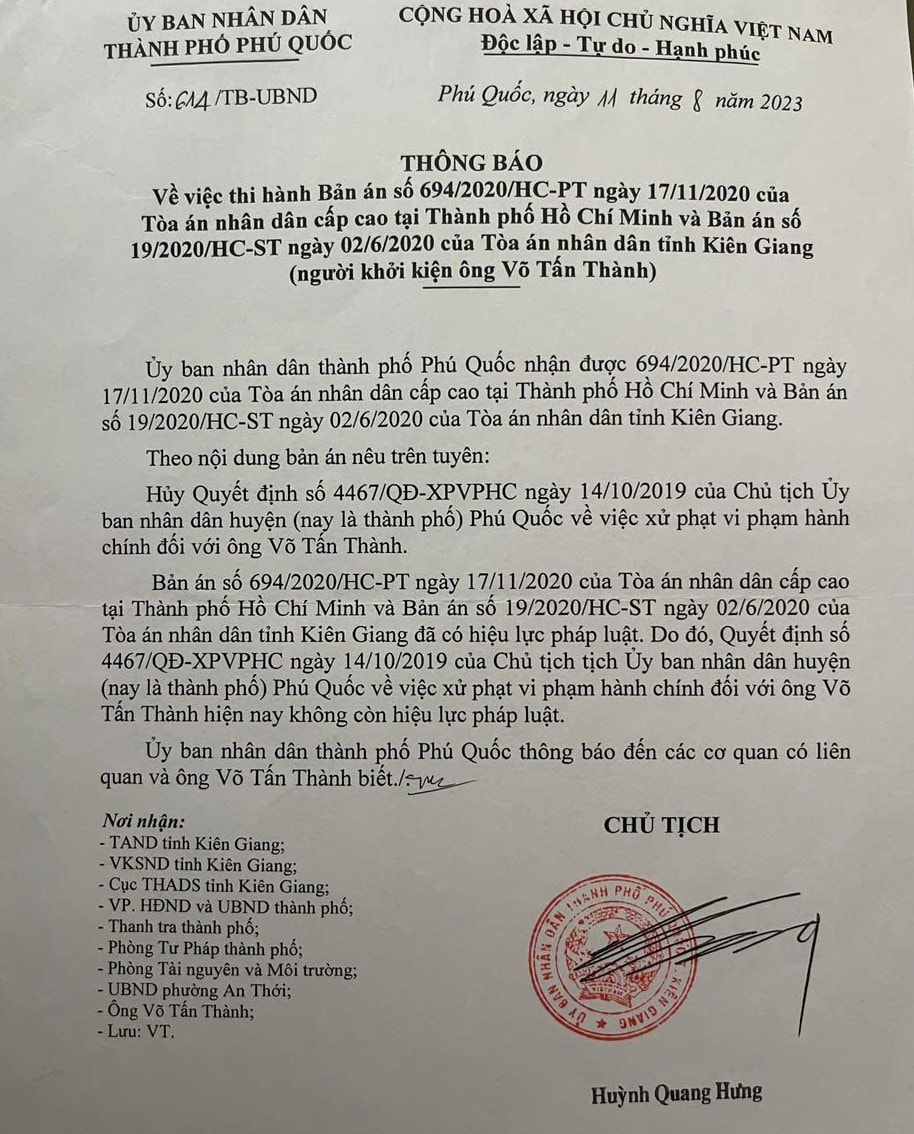 ỦY BAN NHÂN DÂN
THÀNH PHỐ PHÚ QUỐC
CỘNG HOÀ XÃ HỘI CHỦ NGHĨA VIỆT NAM
Độc lập - Tự do - Hạnh phúc
Số: 614 /TB-UBND
Phú Quốc, ngày 11 tháng 8 năm 2023
THÔNG BÁO
Về việc thi hành Bản án số 694/2020/HC-PT ngày 17/11/2020 của
Tòa án nhân dân cấp cao tại Thành phố Hồ Chí Minh và Bản án số
19/2020/HC-ST ngày 02/6/2020 của Tòa án nhân dân tỉnh Kiên Giang
(người khởi kiện ông Võ Tấn Thành)
Ủy ban nhân dân thành phố Phú Quốc nhận được 694/2020/HC-PT ngày
17/11/2020 của Tòa án nhân dân cấp cao tại Thành phố Hồ Chí Minh và Bản án
số 19/2020/HC-ST ngày 02/6/2020 của Tòa án nhân dân tỉnh Kiên Giang.
Theo nội dung bản án nêu trên tuyên:
Hủy Quyết định số 4467/QĐ-XPVPHC ngày 14/10/2019 của Chủ tịch Ủy
ban nhân dân huyện (nay là thành phố) Phú Quốc về việc xử phạt vi phạm hành
chính đối với ông Võ Tấn Thành.
Bản án số 694/2020/HC-PT ngày 17/11/2020 của Tòa án nhân dân cấp cao
tại Thành phố Hồ Chí Minh và Bản án số 19/2020/HC-ST ngày 02/6/2020 của
Tòa án nhân dân tỉnh Kiên Giang đã có hiệu lực pháp luật. Do đó, Quyết định số
4467/QĐ-XPVPHC ngày 14/10/2019 của Chủ tịch tịch Ủy ban nhân dân huyện
(nay là thành phố) Phú Quốc về việc xử phạt vi phạm hành chính đối với ông Võ
Tấn Thành hiện nay không còn hiệu lực pháp luật.
Ủy ban nhân dân thành phố Phú Quốc thông báo đến các cơ quan có liên
quan và ông Võ Tấn Thành biết./.
Nơi nhận:
- TAND tỉnh Kiên Giang;
- VKSND tỉnh Kiên Giang;
- Cục THADS tỉnh Kiên Giang;
- VP. HĐND và UBND thành phố;
- Thanh tra thành phố;
- Phòng Tư Pháp thành phố;
- Phòng Tài nguyên và Môi trường;
- UBND phường An Thới;
- Ông Võ Tấn Thành;
- Lưu: VT.
CHỦ TỊCH
ỦY BAN NHÂN DÂN THÀNH PHỐ PHÚ
T. KIÊN GIANG
VIỆT NAM
Huỳnh Quang Hưng